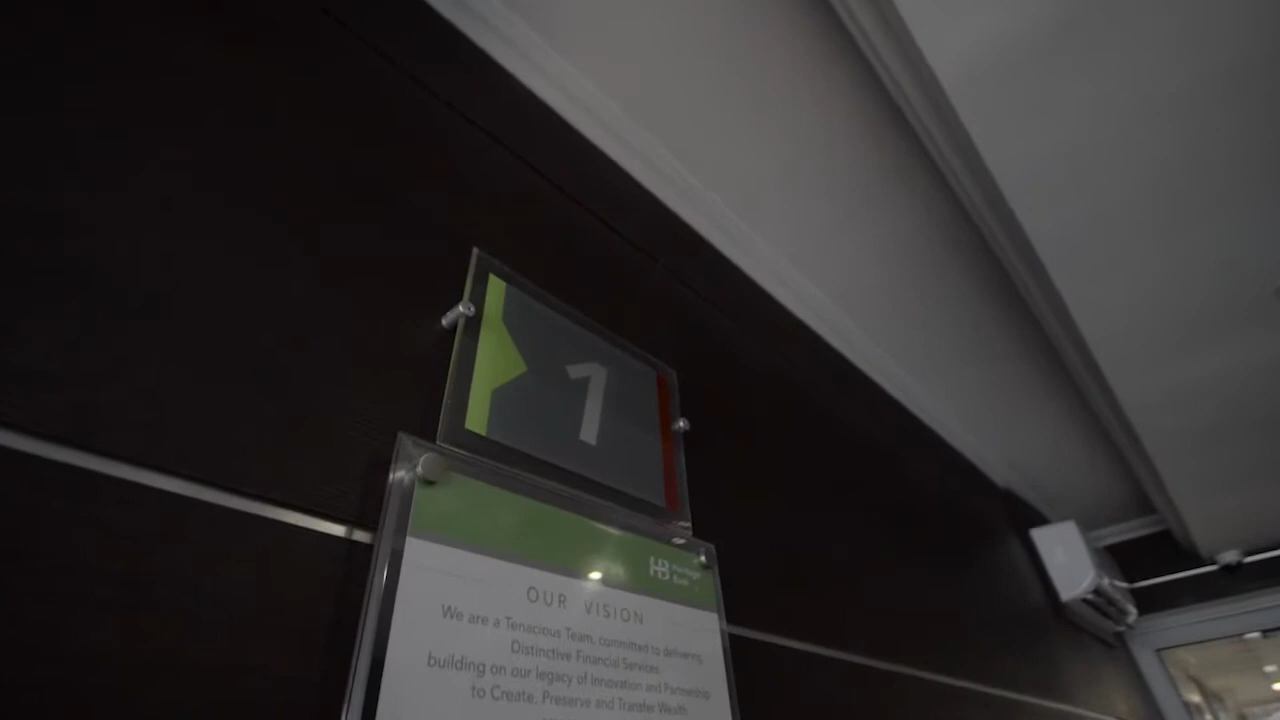 1
HB Heritage
Bank
OUR VISION
We are a Tenacious Team, committed to delivering
Distinctive Financial Services
building on our legacy of Innovation and Partnership
to Create, Preserve and Transfer Wealth